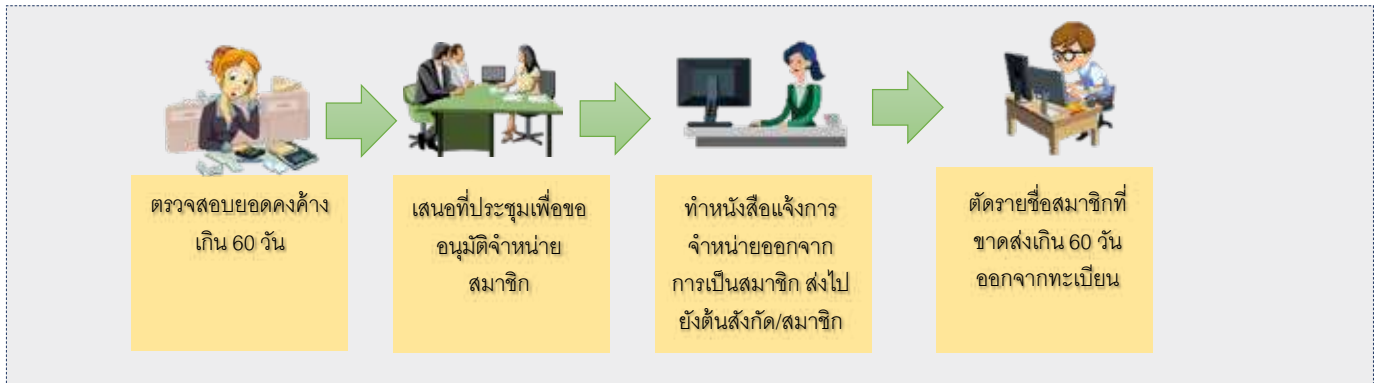 ตรวจสอบยอดคงค้าง
เกิน 60 วัน
เสนอที่ประชุมเพื่อขอ
อนุมัติจำหน่าย
สมาชิก
ทำหนังสือแจ้งการ
จำหน่ายออกจาก
การเป็นสมาชิก ส่งไป
ยังต้นสังกัด/สมาชิก
ตัดรายชื่อสมาชิกที่
ขาดส่งเกิน 60 วัน
ออกจากทะเบียน